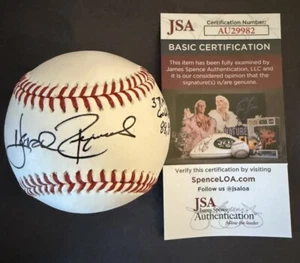 JSA
Certification Number:
AU29982
BASIC CERTIFICATION
This item has been fully examined by
James Spence Authentication, LLC and
it is our considered opinion that the
signature(s) is/are genuine.
Verify this certification by visiting
SpenceLOA.com
Follow us @jsaloa
JSA
James Spence
Authentication